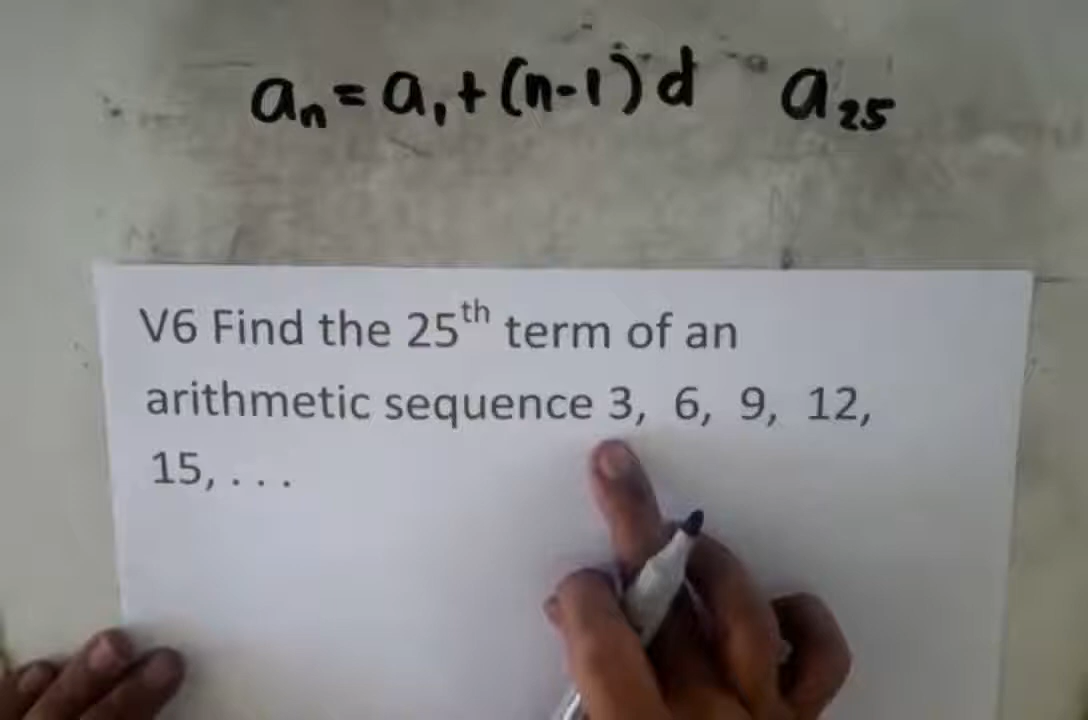 aₙ = a₁ + (n-1)d a₂₅
V6 Find the 25th term of an
arithmetic sequence 3, 6, 9, 12,
15, . . .